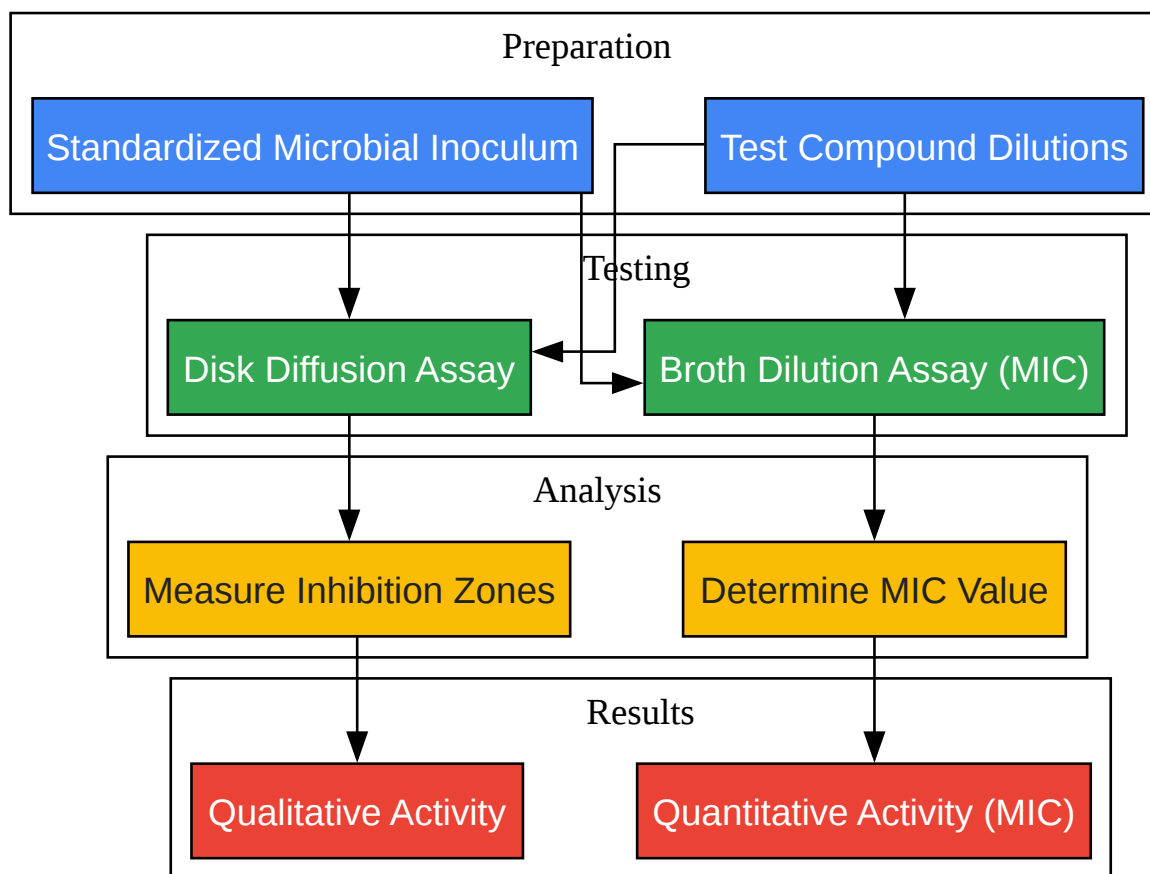 Preparation
Standardized Microbial Inoculum
Test Compound Dilutions
Testing
Disk Diffusion Assay
Broth Dilution Assay (MIC)
Analysis
Measure Inhibition Zones
Determine MIC Value
Results
Qualitative Activity
Quantitative Activity (MIC)